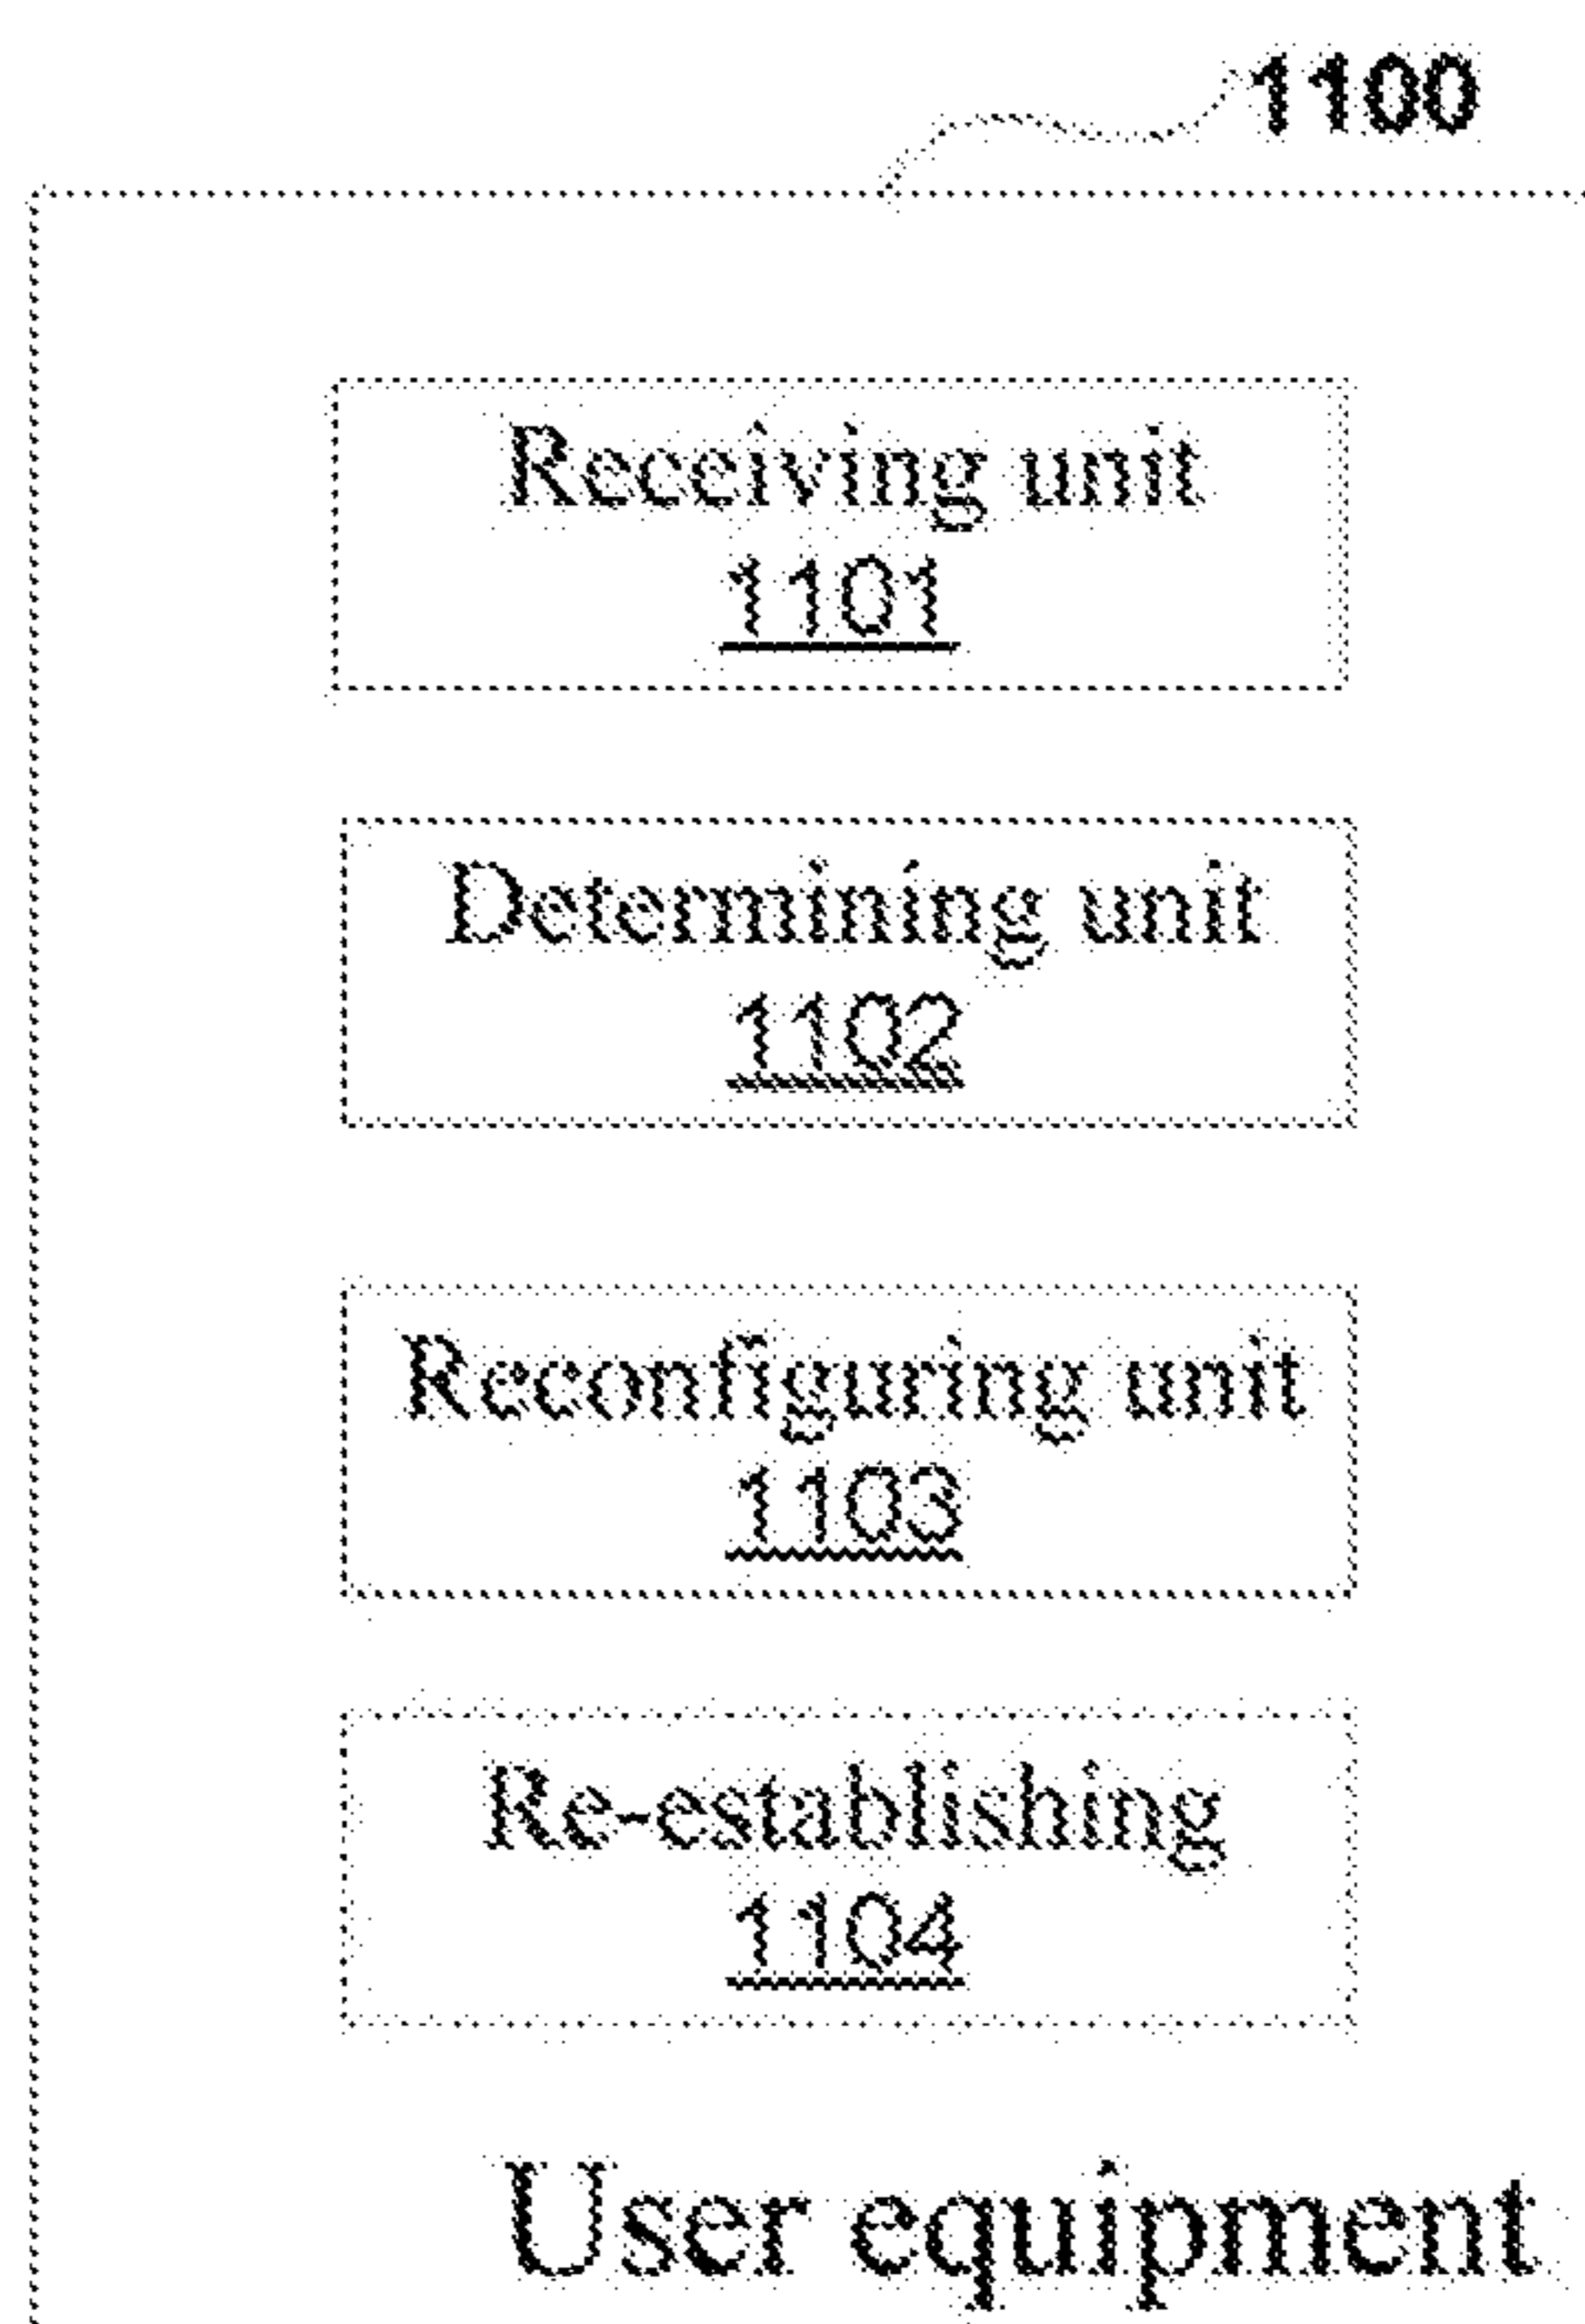 1100
Receiving unit
1101
Determining unit
1102
Reconfiguring unit
1103
Re-establishing
1104
User equipment